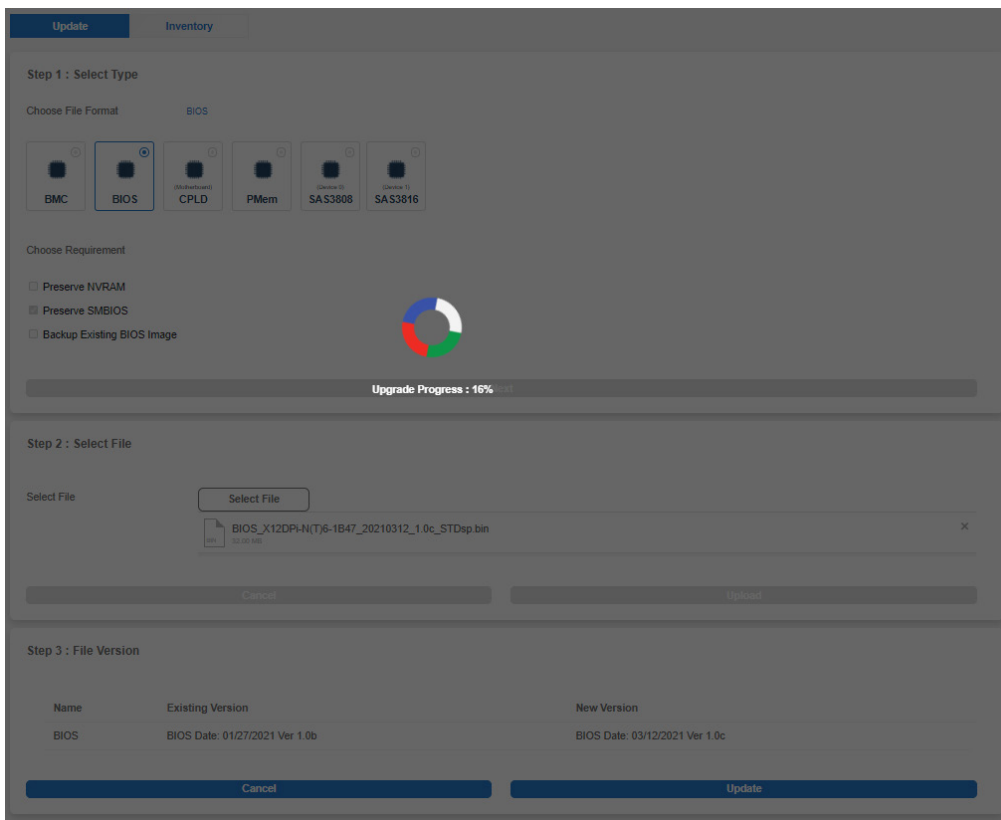 Update Inventory
Step 1 : Select Type
Choose File Format BIOS
(Motherboard) (Device 0) (Device 1)
BMC BIOS CPLD PMem SAS3808 SAS3816
Choose Requirement
Preserve NVRAM
Preserve SMBIOS
Backup Existing BIOS Image
Upgrade Progress : 16%
Step 2 : Select File
Select File Select File
BIOS_X12DPi-N(T)6-1B47_20210312_1.0c_STDsp.bin
BIN 32.00 MB
Cancel Upload
Step 3 : File Version
Name Existing Version New Version
BIOS BIOS Date: 01/27/2021 Ver 1.0b BIOS Date: 03/12/2021 Ver 1.0c
Cancel Update